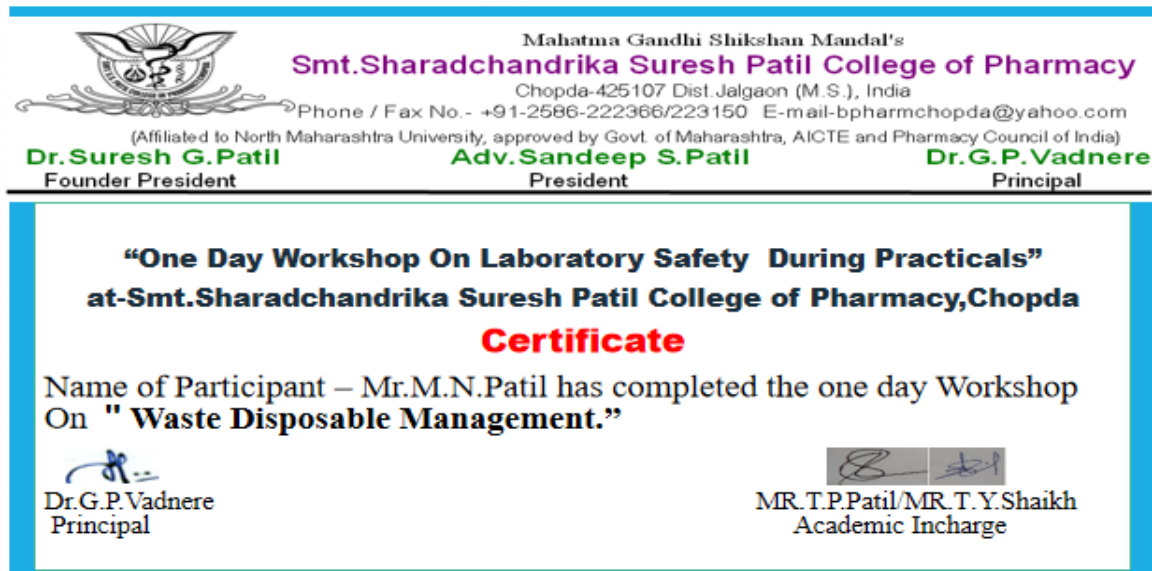 Mahatma Gandhi Shikshan Mandal's
Smt.Sharadchandrika Suresh Patil College of Pharmacy
Chopda-425107 Dist.Jalgaon (M.S.), India
Phone / Fax No.- +91-2586-222366/223150 E-mail-bpharmchopda@yahoo.com
(Affiliated to North Maharashtra University, approved by Govt. of Maharashtra, AICTE and Pharmacy Council of India)
Dr.Suresh G.Patil Adv.Sandeep S.Patil Dr.G.P.Vadnere
Founder President President Principal
“One Day Workshop On Laboratory Safety During Practicals”
at-Smt.Sharadchandrika Suresh Patil College of Pharmacy,Chopda
Certificate
Name of Participant – Mr.M.N.Patil has completed the one day Workshop
On " Waste Disposable Management.”
Dr.G.P.Vadnere MR.T.P.Patil/MR.T.Y.Shaikh
Principal Academic Incharge